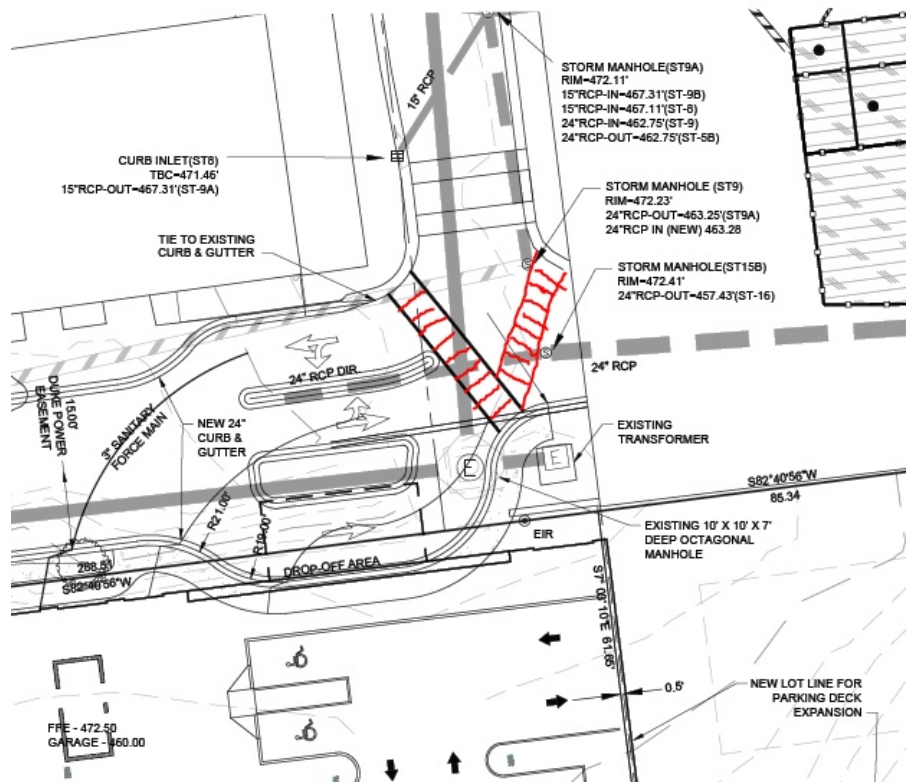 STORM MANHOLE(ST9A)
RIM=472.11'
15"RCP-IN=467.31'(ST-9B)
15"RCP-IN=467.11'(ST-8)
24"RCP-IN=462.75'(ST-9)
24"RCP-OUT=462.75'(ST-5B)
15" RCP
CURB INLET(ST8)
TBC=471.46'
15"RCP-OUT=467.31'(ST-9A)
STORM MANHOLE (ST9)
RIM=472.23'
24"RCP-OUT=463.25'(ST9A)
24"RCP IN (NEW) 463.28
TIE TO EXISTING
CURB & GUTTER
STORM MANHOLE(ST15B)
RIM=472.41'
24"RCP-OUT=457.43'(ST-16)
S
S
24" RCP DIR.
24" RCP
15.00'
DUKE POWER
EASEMENT
3" SANITARY
FORCE MAIN
NEW 24"
CURB &
GUTTER
EXISTING
TRANSFORMER
E
E
S82°40'56"W
85.34
R21.00'
R19.00'
EXISTING 10' X 10' X 7'
DEEP OCTAGONAL
MANHOLE
EIR
DROP-OFF AREA
288.51
S82°40'56"W
S7° 08'10"E 61.65'
0.5'
NEW LOT LINE FOR
PARKING DECK
EXPANSION
FFE - 472.50
GARAGE - 460.00